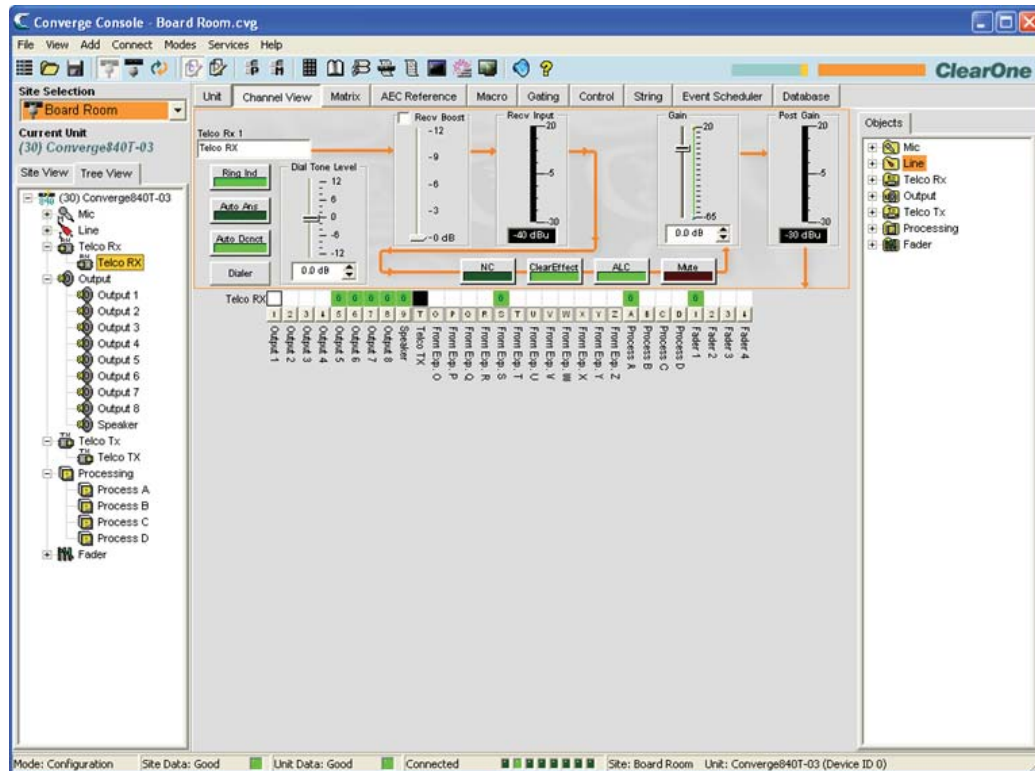 Converge Console - Board Room.cvg
File View Add Connect Modes Services Help
ClearOne
Site Selection
Board Room
Current Unit
(30) Converge840T-03
Site View Tree View
(30) Converge840T-03
Mic
Line
Telco Rx
Telco RX
Output
Output 1
Output 2
Output 3
Output 4
Output 5
Output 6
Output 7
Output 8
Speaker
Telco Tx
Telco TX
Processing
Process A
Process B
Process C
Process D
Fader
Unit Channel View Matrix AEC Reference Macro Gating Control String Event Scheduler Database
Telco Rx 1
Telco RX
Ring Ind
Auto Ans
Auto Dcnct
Dialer
Dial Tone Level
12
6
0
-6
-12
0.0 dB
Recv Boost
-12
-9
-6
-3
-0 dB
Recv Input
20
-5
-30
-40 dBu
Gain
20
-65
0.0 dB
Post Gain
20
-5
-30
-30 dBu
NC ClearEffect ALC Mute
Telco RX 0 0 0 0 0 0 0 0
1 2 3 4 5 6 7 8 9 T O P Q R S T U V W X Y Z A B C D 1 2 3 4
Output 1
Output 2
Output 3
Output 4
Output 5
Output 6
Output 7
Output 8
Speaker
Telco TX
From Exp. O
From Exp. P
From Exp. Q
From Exp. R
From Exp. S
From Exp. T
From Exp. U
From Exp. V
From Exp. W
From Exp. X
From Exp. Y
From Exp. Z
Process A
Process B
Process C
Process D
Fader 1
Fader 2
Fader 3
Fader 4
Objects
Mic
Line
Telco Rx
Output
Telco Tx
Processing
Fader
Mode: Configuration Site Data: Good Unit Data: Good Connected Site: Board Room Unit: Converge840T-03 (Device ID 0)